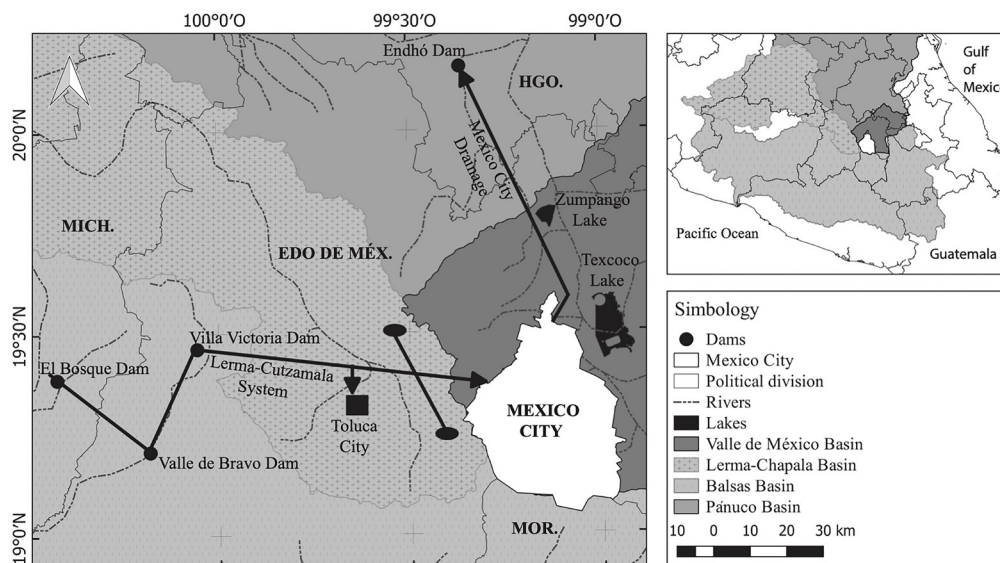 100°0'O
99°30'O
99°0'O
20°0'N
19°30'N
19°0'N
Endhó Dam
HGO.
Mexico City
Drainage
Zumpango
Lake
MICH.
EDO DE MÉX.
Texcoco
Lake
Villa Victoria Dam
El Bosque Dam
Lerma-Cutzamala
System
Toluca
City
MEXICO
CITY
Valle de Bravo Dam
MOR.
Gulf
of
Mexico
Pacific Ocean
Guatemala
Simbology
Dams
Mexico City
Political division
Rivers
Lakes
Valle de México Basin
Lerma-Chapala Basin
Balsas Basin
Pánuco Basin
10 0 10 20 30 km